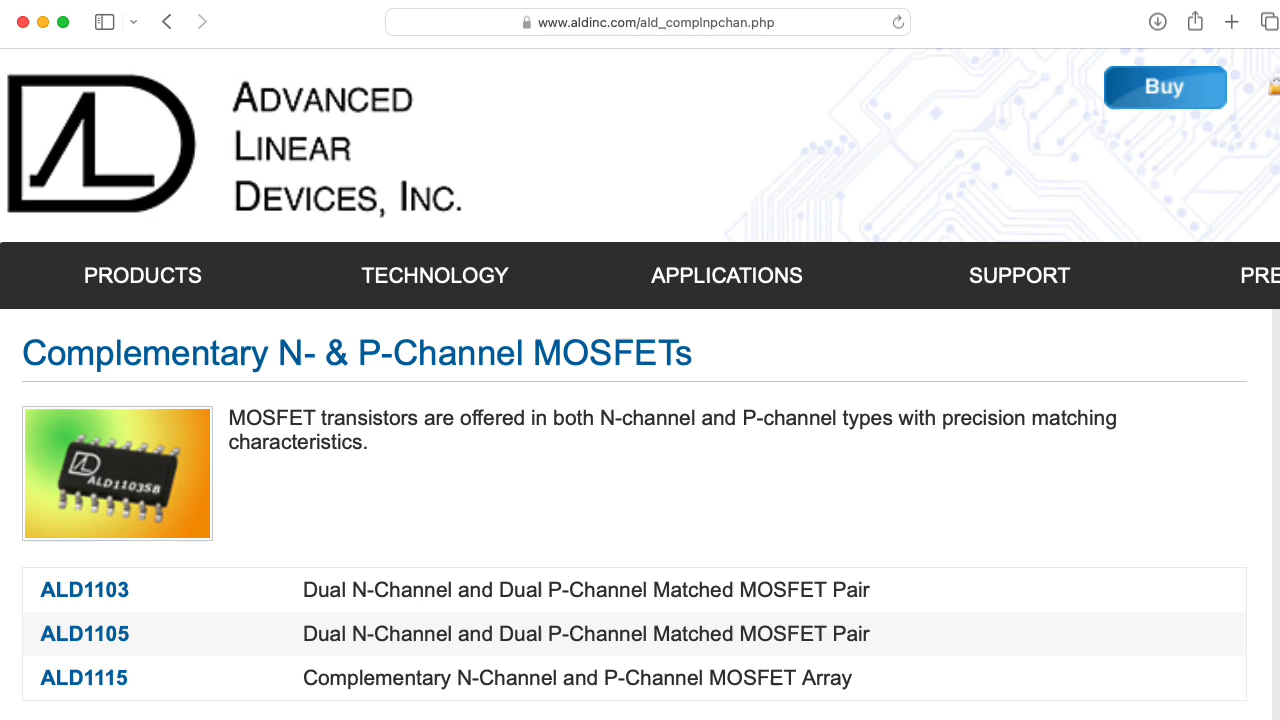 www.aldinc.com/ald_complnpchan.php
ADVANCED
LINEAR
DEVICES, INC.
Buy
PRODUCTS TECHNOLOGY APPLICATIONS SUPPORT PRE
Complementary N- & P-Channel MOSFETs
MOSFET transistors are offered in both N-channel and P-channel types with precision matching
characteristics.
ALD1103SB
ALD1103 Dual N-Channel and Dual P-Channel Matched MOSFET Pair
ALD1105 Dual N-Channel and Dual P-Channel Matched MOSFET Pair
ALD1115 Complementary N-Channel and P-Channel MOSFET Array